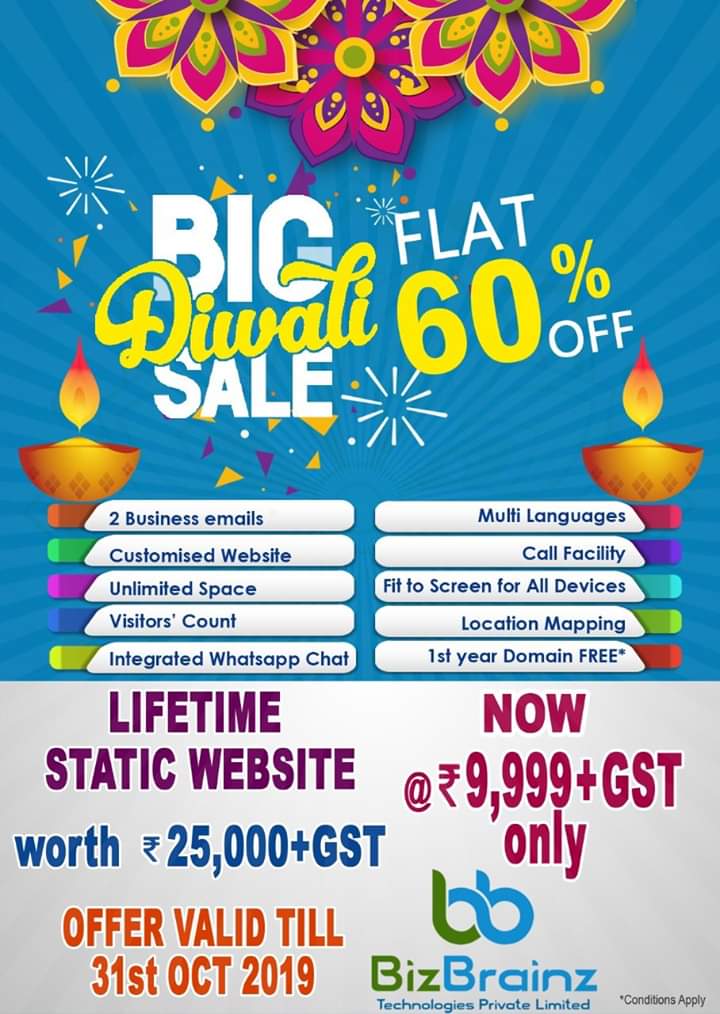 BIG
Diwali
SALE
FLAT
60%
OFF
2 Business emails
Customised Website
Unlimited Space
Visitors' Count
Integrated Whatsapp Chat
Multi Languages
Call Facility
Fit to Screen for All Devices
Location Mapping
1st year Domain FREE*
LIFETIME
STATIC WEBSITE
worth ₹25,000+GST
NOW
@ ₹9,999+GST
only
OFFER VALID TILL
31st OCT 2019
bb
BizBrainz
Technologies Private Limited
*Conditions Apply